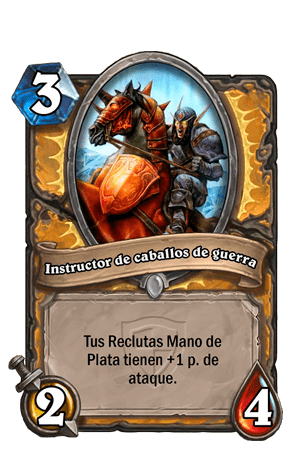 3
Instructor de caballos de guerra
Tus Reclutas Mano de
Plata tienen +1 p. de
ataque.
2
4